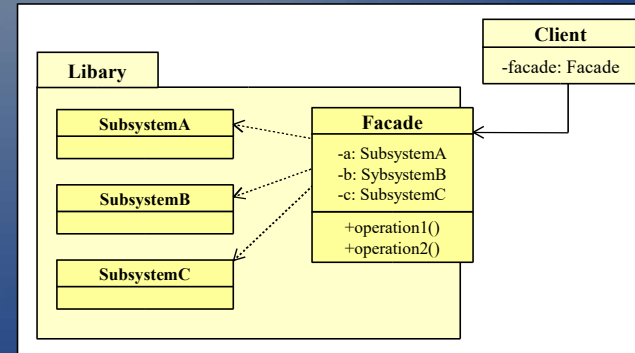 Client
-facade: Facade
Libary
SubsystemA
SubsystemB
SubsystemC
Facade
-a: SubsystemA
-b: SybsystemB
-c: SubsystemC
+operation1()
+operation2()